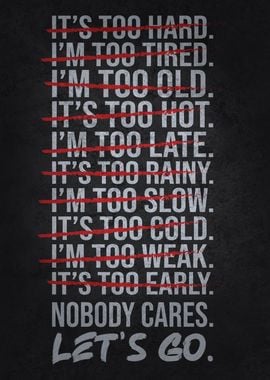 IT'S TOO HARD.
I'M TOO TIRED.
I'M TOO OLD.
IT'S TOO HOT.
I'M TOO LATE.
IT'S TOO RAINY.
I'M TOO SLOW.
IT'S TOO COLD.
I'M TOO WEAK.
IT'S TOO EARLY.
NOBODY CARES.
LET'S GO.